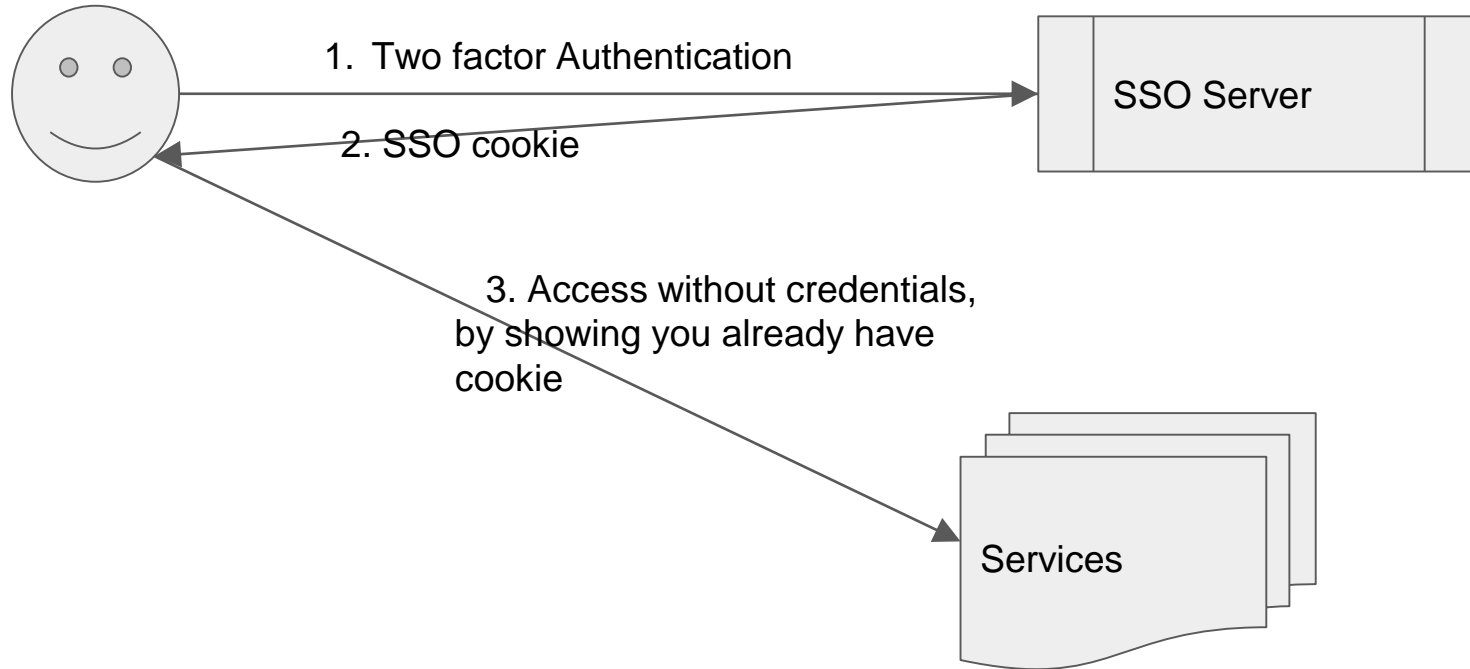 1. Two factor Authentication
SSO Server
2. SSO cookie
3. Access without credentials,
by showing you already have
cookie
Services